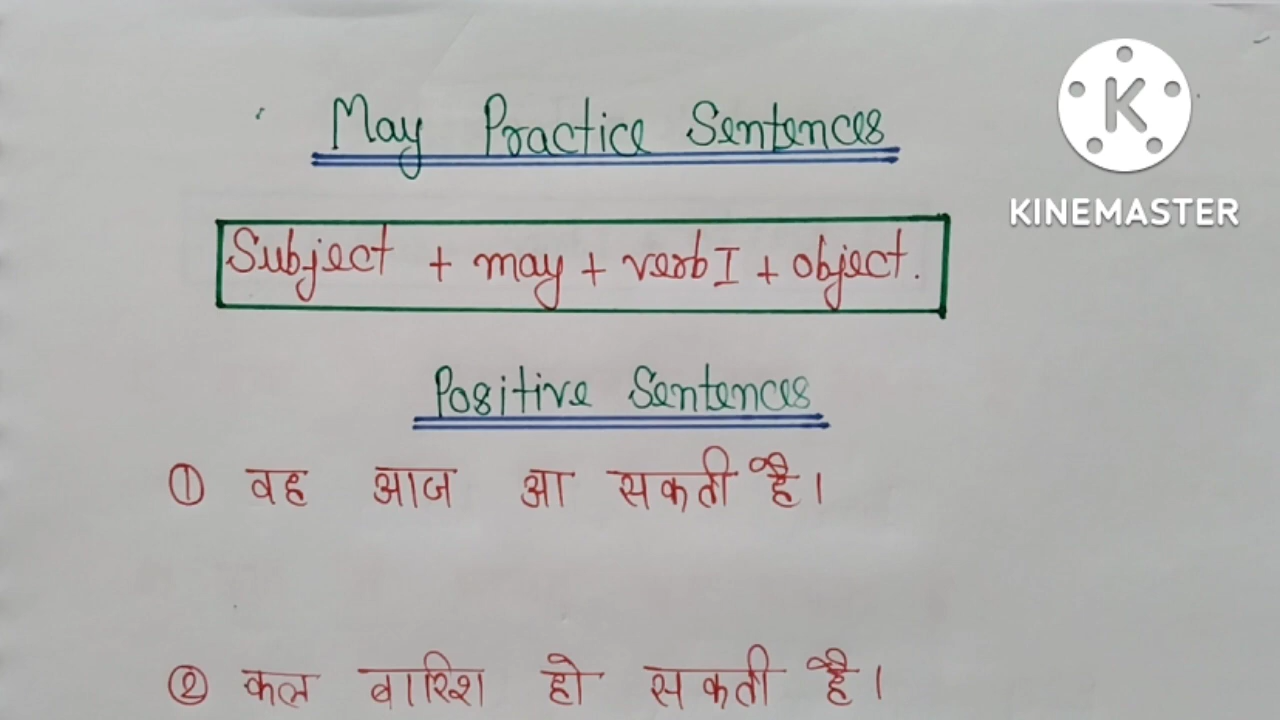 May Practice Sentences
K
KINEMASTER
Subject + may + verb I + object.
Positive Sentences
① वह आज आ सकती है।
② कल बारिश हो सकती है।